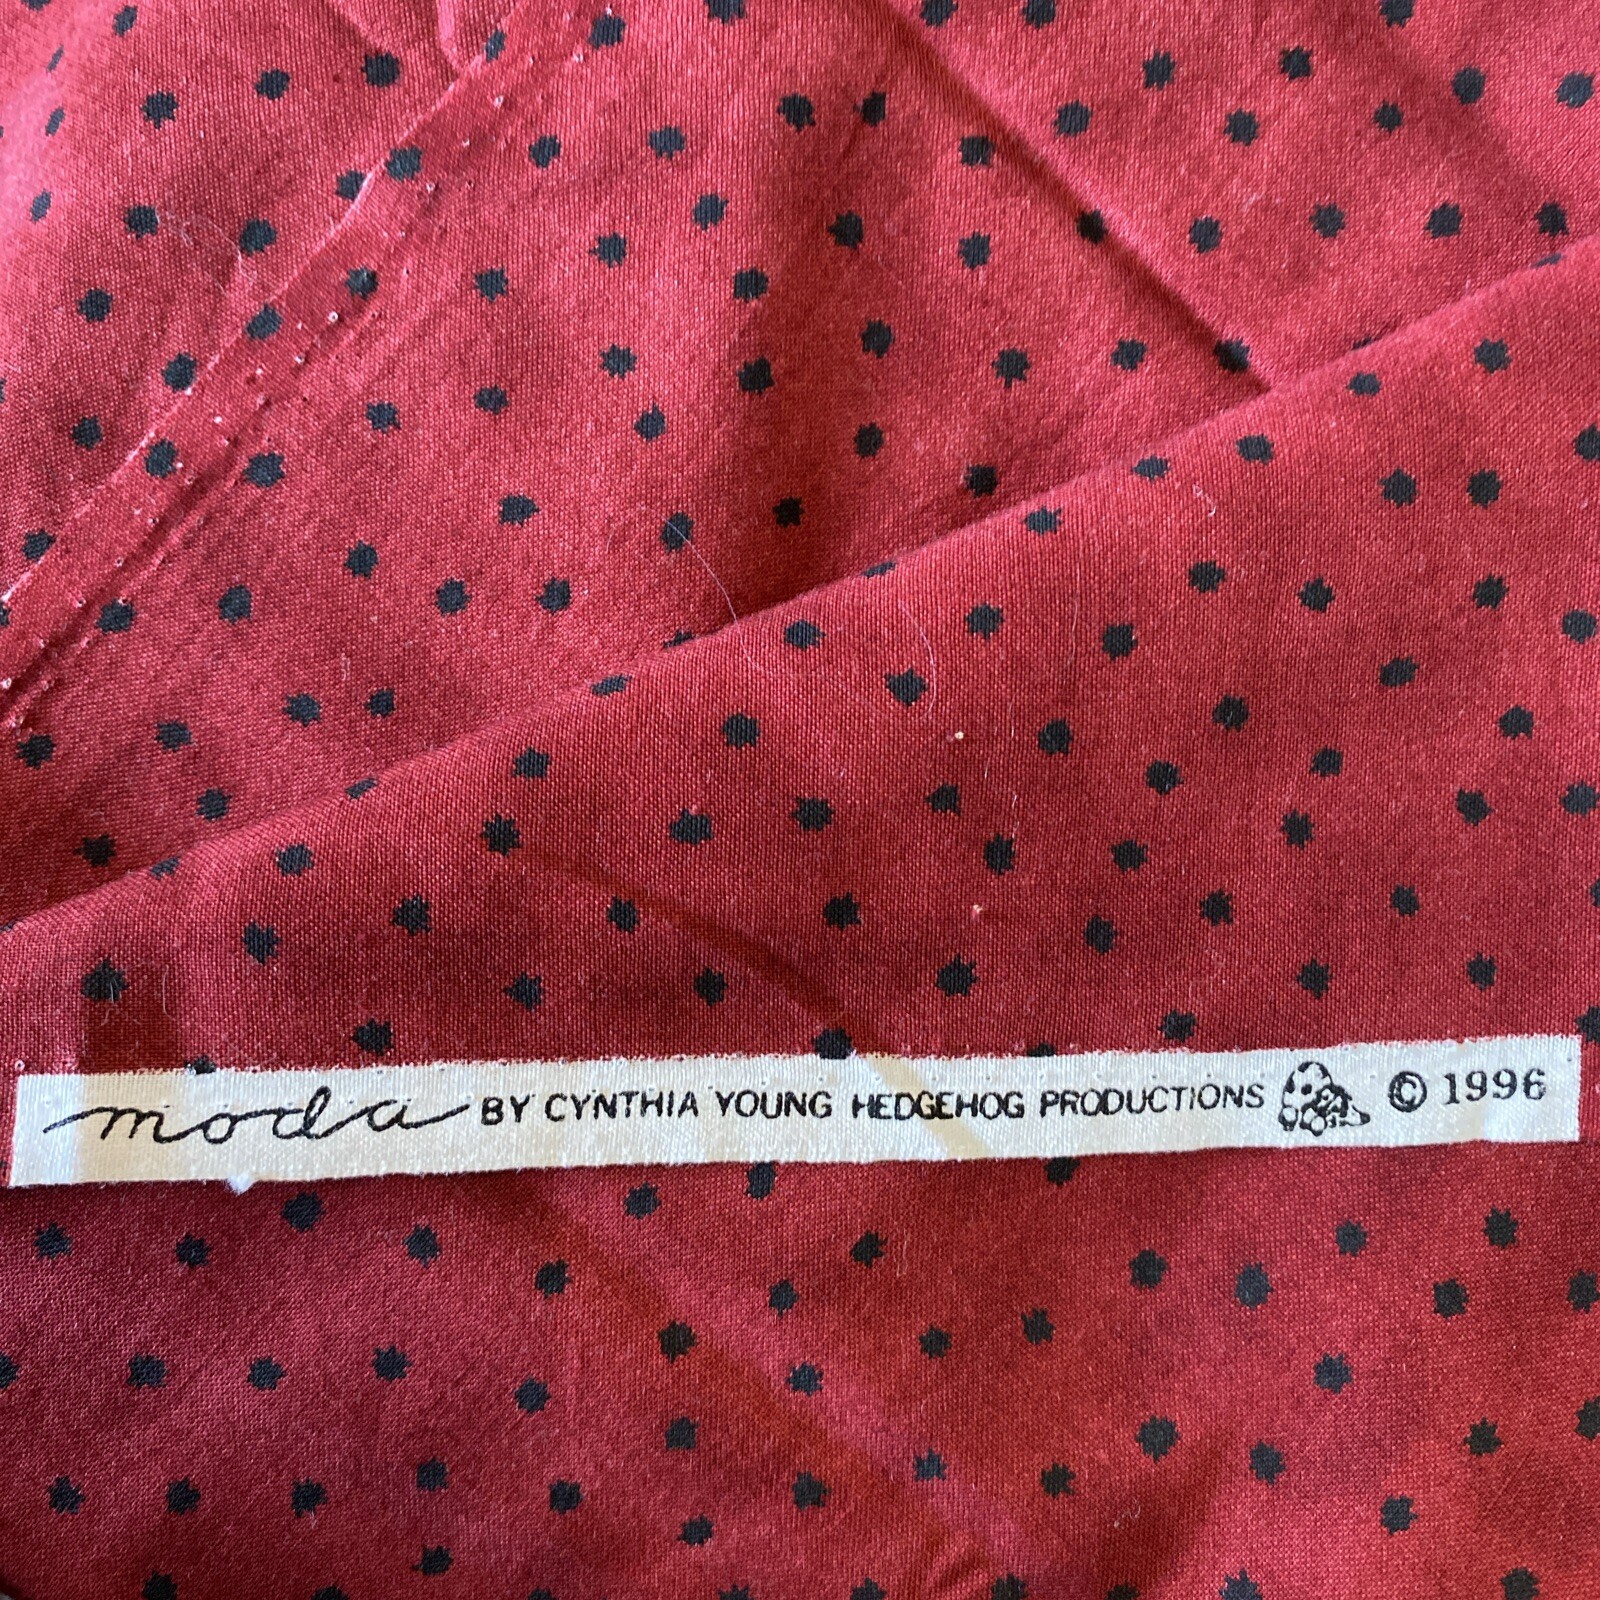 moda BY CYNTHIA YOUNG HEDGEHOG PRODUCTIONS © 1996